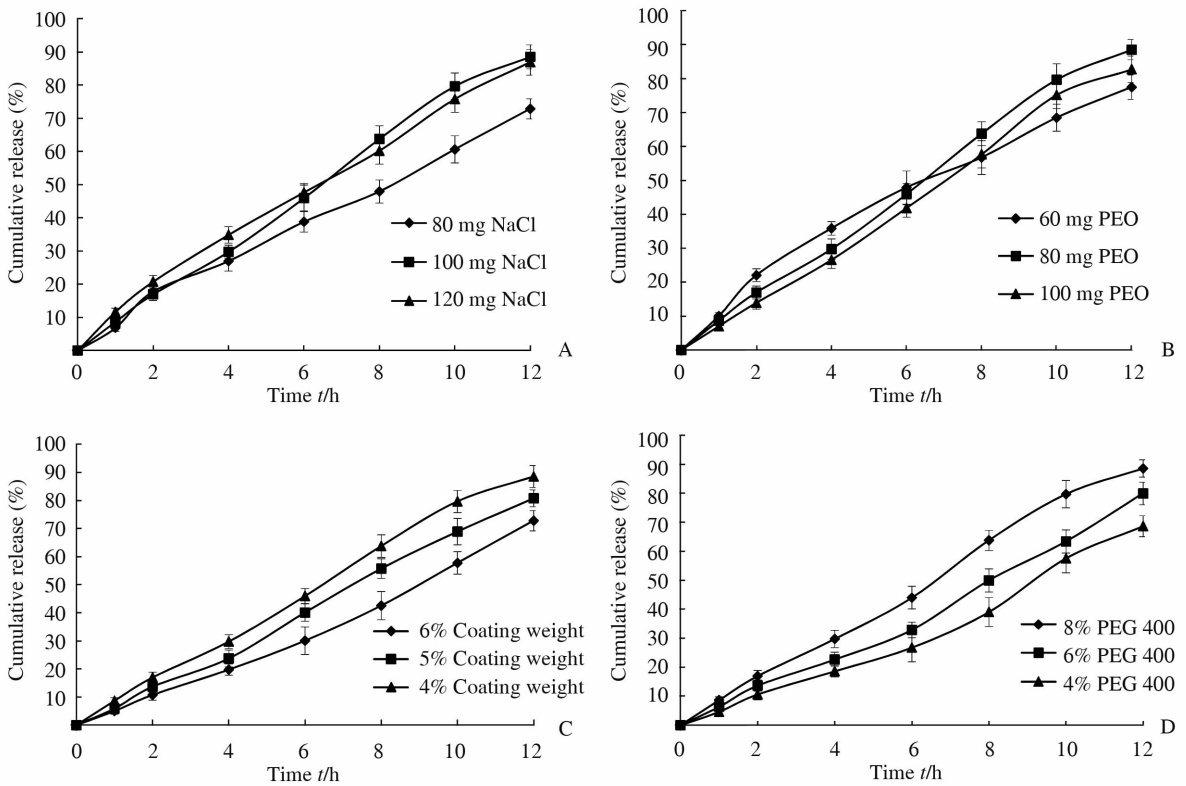 100
90
80
70
60
50
40
30
20
10
Cumulative release (%)
80 mg NaCl
100 mg NaCl
120 mg NaCl
0 2 4 6 8 10 12
Time t/h
A
100
90
80
70
60
50
40
30
20
10
Cumulative release (%)
60 mg PEO
80 mg PEO
100 mg PEO
0 2 4 6 8 10 12
Time t/h
B
100
90
80
70
60
50
40
30
20
10
Cumulative release (%)
6% Coating weight
5% Coating weight
4% Coating weight
0 2 4 6 8 10 12
Time t/h
C
100
90
80
70
60
50
40
30
20
10
Cumulative release (%)
8% PEG 400
6% PEG 400
4% PEG 400
0 2 4 6 8 10 12
Time t/h
D